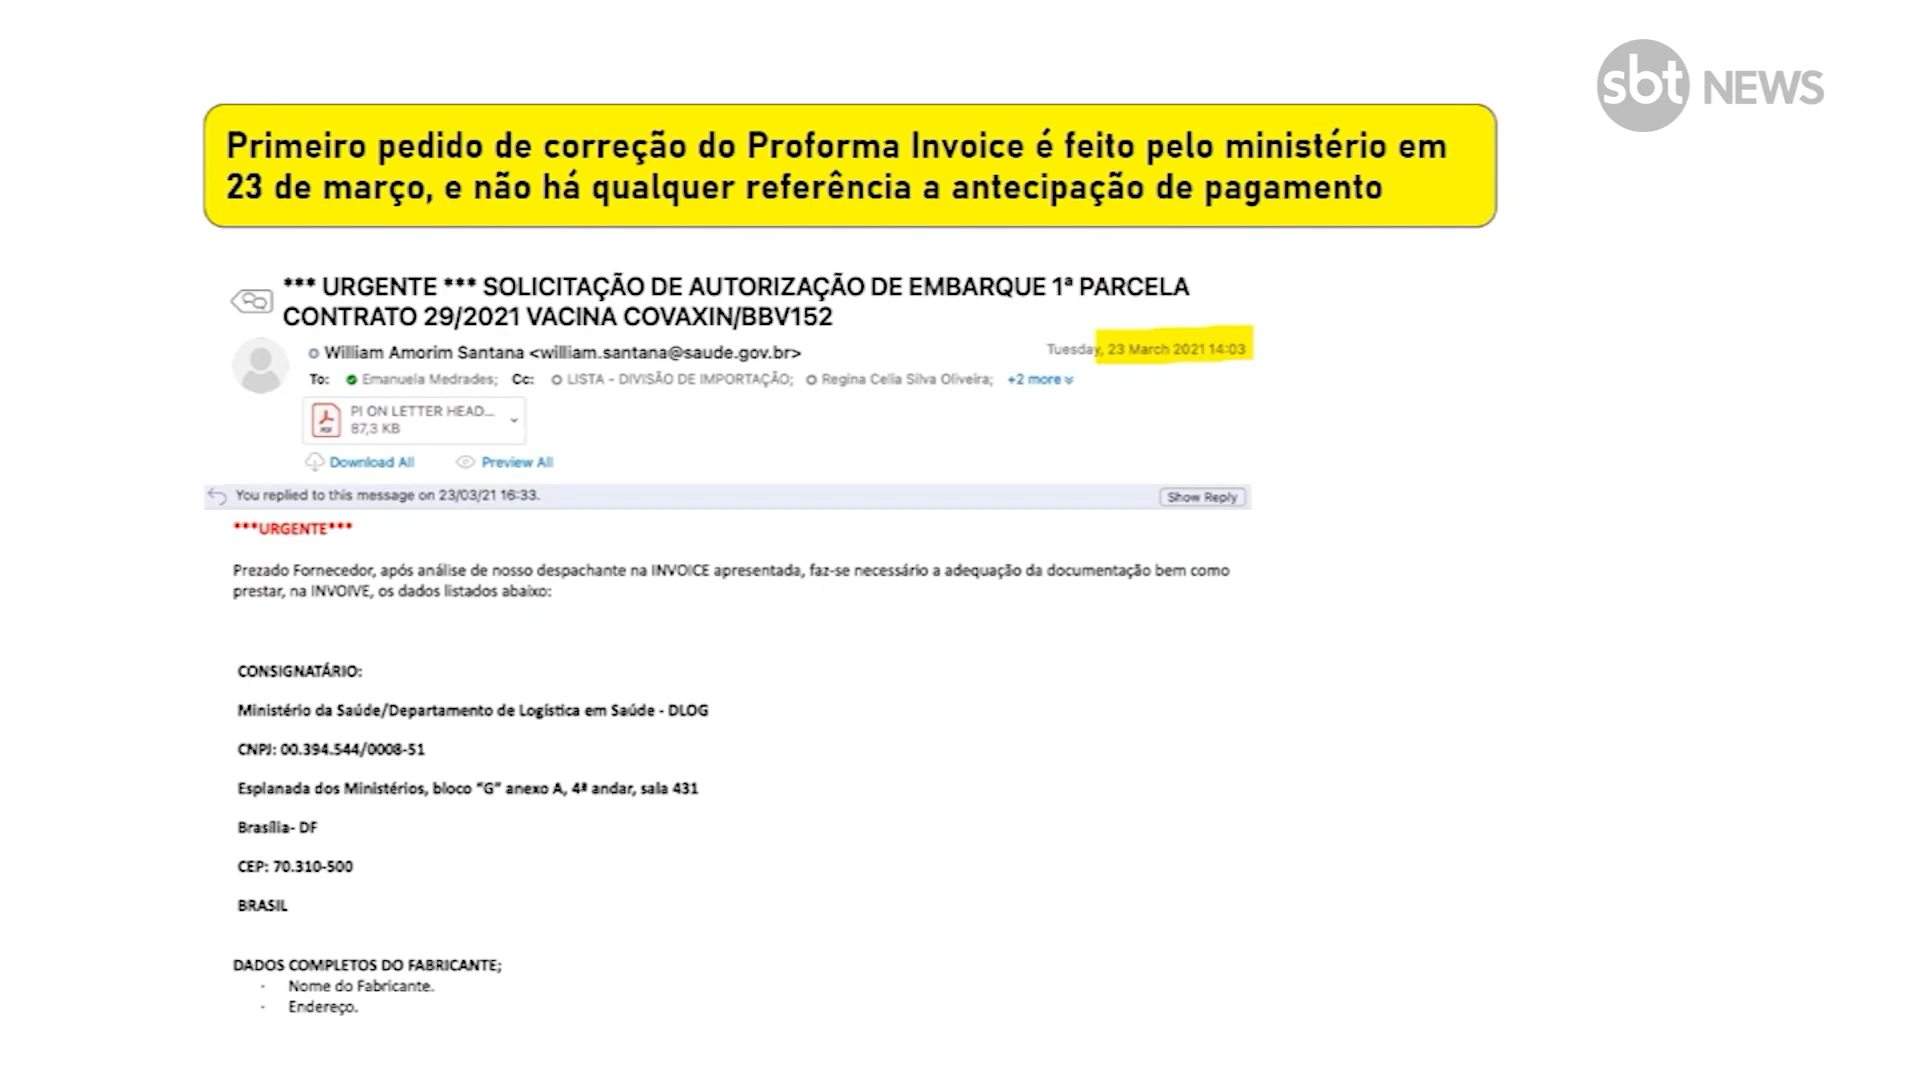 sbt NEWS
Primeiro pedido de correção do Proforma Invoice é feito pelo ministério em
23 de março, e não há qualquer referência a antecipação de pagamento
*** URGENTE *** SOLICITAÇÃO DE AUTORIZAÇÃO DE EMBARQUE 1ª PARCELA
CONTRATO 29/2021 VACINA COVAXIN/BBV152
William Amorim Santana <william.santana@saude.gov.br>
Tuesday, 23 March 2021 14:03
To: Emanuela Medrades; Cc: LISTA - DIVISÃO DE IMPORTAÇÃO; Regina Celia Silva Oliveira; +2 more
PI ON LETTER HEAD...
PDF
87,3 KB
Download All Preview All
You replied to this message on 23/03/21 16:33. Show Reply
***URGENTE***
Prezado Fornecedor, após análise de nosso despachante na INVOICE apresentada, faz-se necessário a adequação da documentação bem como
prestar, na INVOIVE, os dados listados abaixo:
CONSIGNATÁRIO:
Ministério da Saúde/Departamento de Logística em Saúde - DLOG
CNPJ: 00.394.544/0008-51
Esplanada dos Ministérios, bloco "G" anexo A, 4ª andar, sala 431
Brasília- DF
CEP: 70.310-500
BRASIL
DADOS COMPLETOS DO FABRICANTE;
- Nome do Fabricante.
- Endereço.